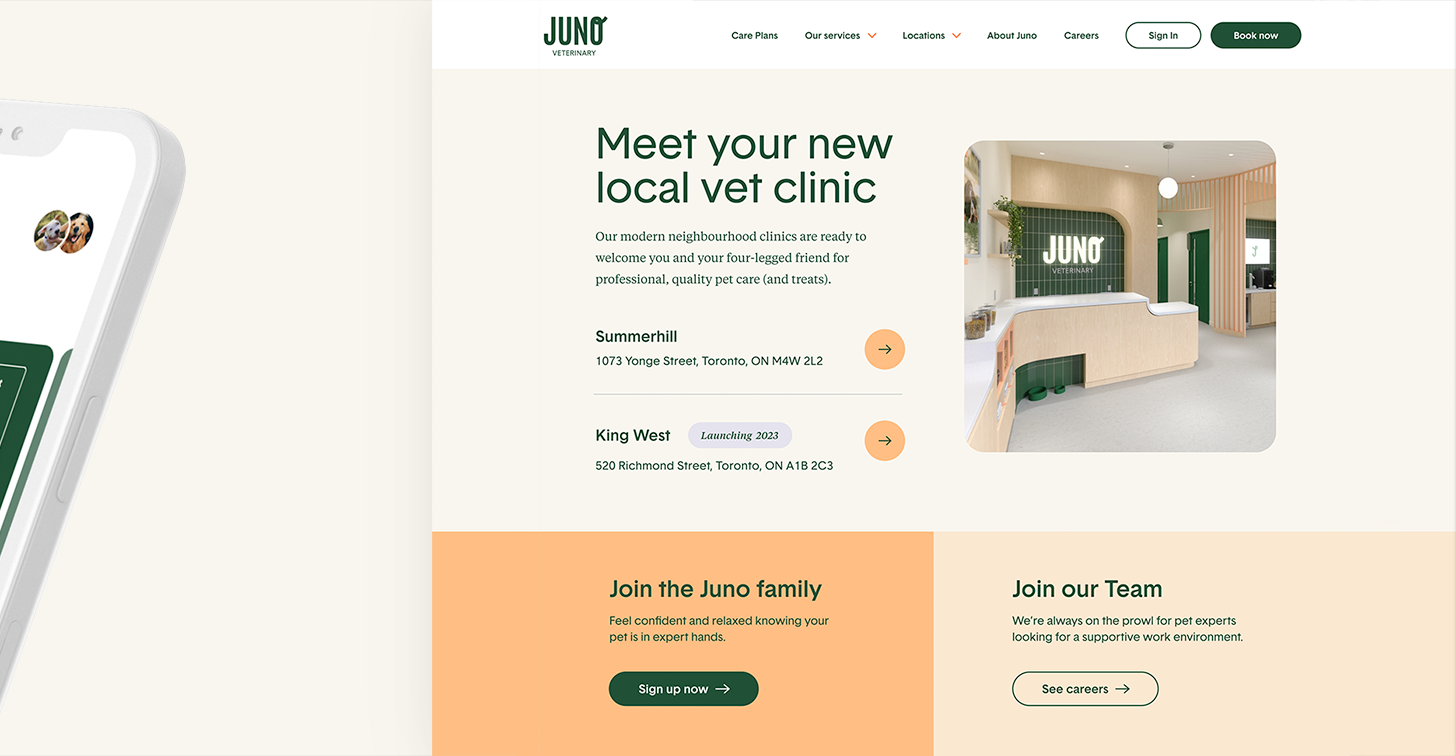 JUNO
VETERINARY
Care Plans
Our services
Locations
About Juno
Careers
Sign In
Book now
Meet your new
local vet clinic
Our modern neighbourhood clinics are ready to
welcome you and your four-legged friend for
professional, quality pet care (and treats).
Summerhill
1073 Yonge Street, Toronto, ON M4W 2L2
King West
Launching 2023
520 Richmond Street, Toronto, ON A1B 2C3
JUNO
VETERINARY
J
Join the Juno family
Feel confident and relaxed knowing your
pet is in expert hands.
Sign up now
Join our Team
We're always on the prowl for pet experts
looking for a supportive work environment.
See careers